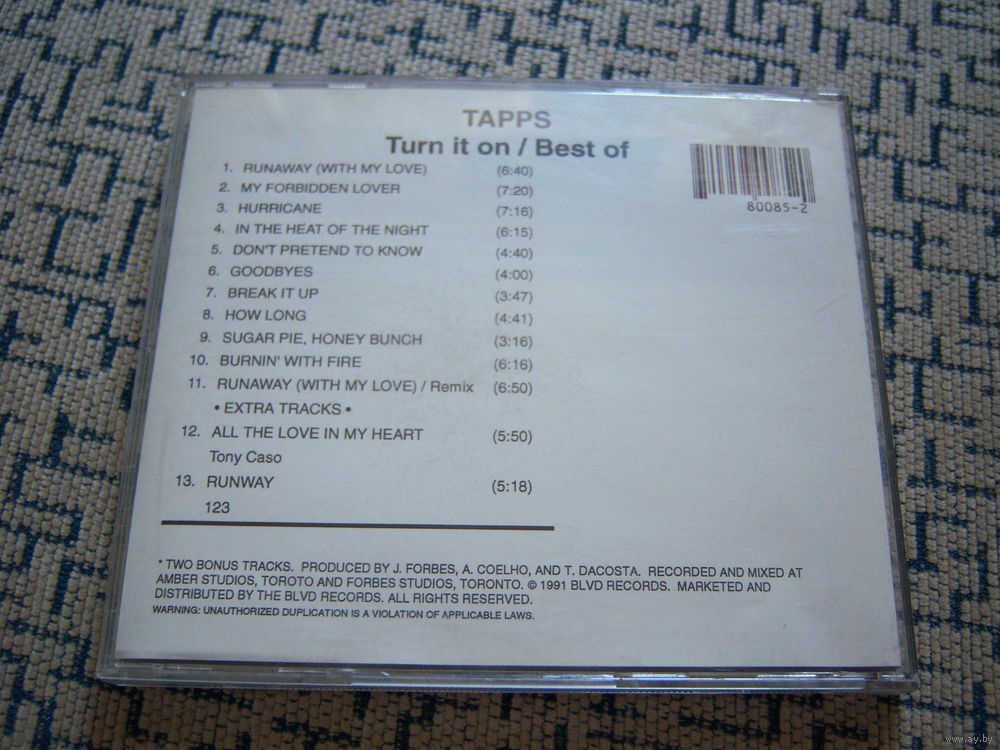 TAPPS
Turn it on / Best of
80085-2
1. RUNAWAY (WITH MY LOVE) (6:40)
2. MY FORBIDDEN LOVER (7:20)
3. HURRICANE (7:16)
4. IN THE HEAT OF THE NIGHT (6:15)
5. DON'T PRETEND TO KNOW (4:40)
6. GOODBYES (4:00)
7. BREAK IT UP (3:47)
8. HOW LONG (4:41)
9. SUGAR PIE, HONEY BUNCH (3:16)
10. BURNIN' WITH FIRE (6:16)
11. RUNAWAY (WITH MY LOVE) / Remix (6:50)
• EXTRA TRACKS •
12. ALL THE LOVE IN MY HEART (5:50)
Tony Caso
13. RUNWAY (5:18)
123
* TWO BONUS TRACKS. PRODUCED BY J. FORBES, A. COELHO, AND T. DACOSTA. RECORDED AND MIXED AT
AMBER STUDIOS, TOROTO AND FORBES STUDIOS, TORONTO. © 1991 BLVD RECORDS. MARKETED AND
DISTRIBUTED BY THE BLVD RECORDS. ALL RIGHTS RESERVED.
WARNING: UNAUTHORIZED DUPLICATION IS A VIOLATION OF APPLICABLE LAWS.
www.ay.by